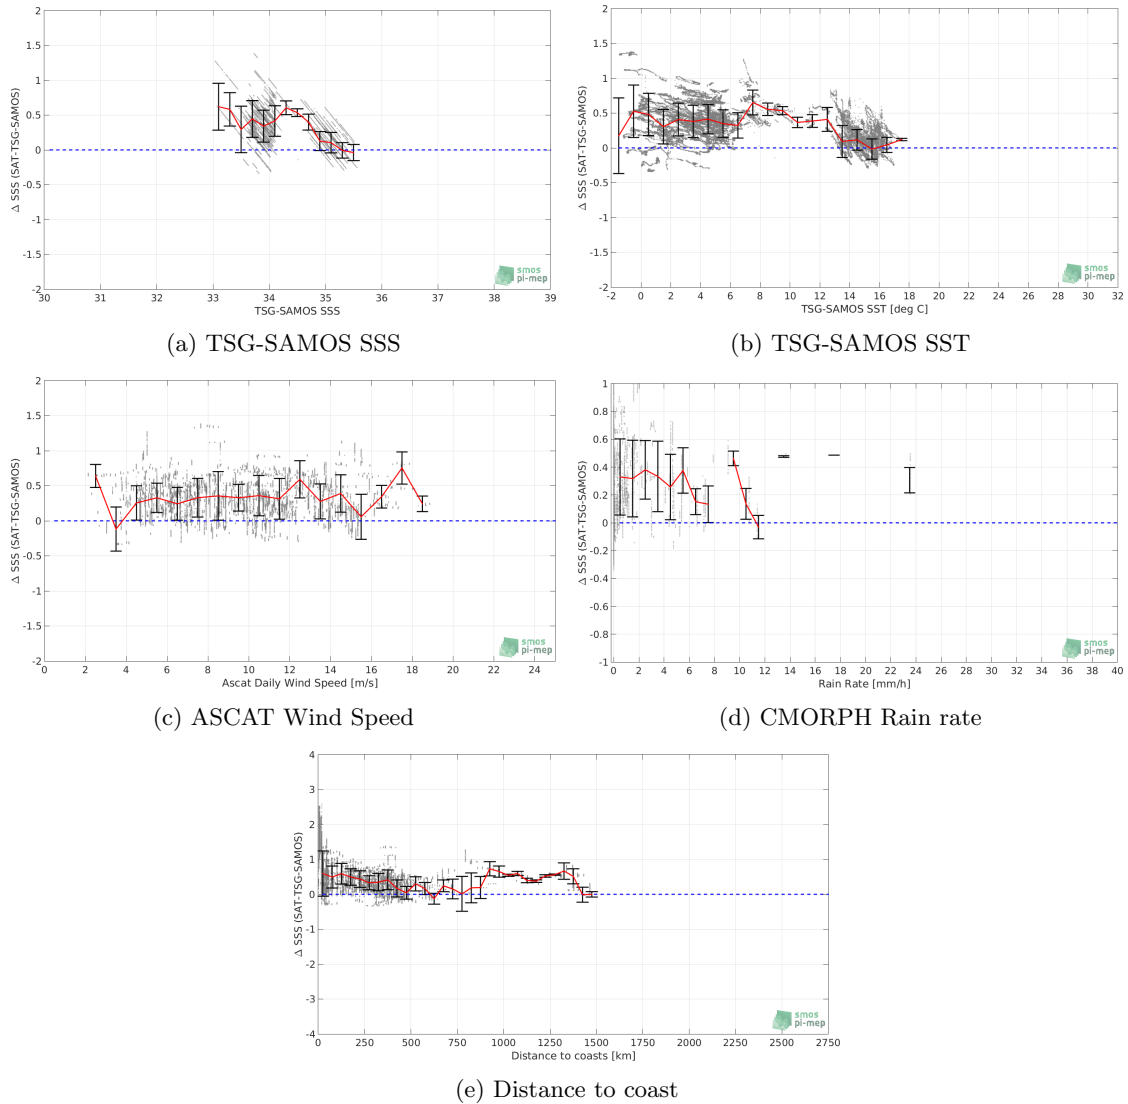 2
1.5
1
0.5
0
-0.5
-1
-1.5
-2
Δ SSS (SAT-TSG-SAMOS)
30 31 32 33 34 35 36 37 38 39
TSG-SAMOS SSS
smos
pi-mep
(a) TSG-SAMOS SSS
2
1.5
1
0.5
0
-0.5
-1
-1.5
-2
Δ SSS (SAT-TSG-SAMOS)
-2 0 2 4 6 8 10 12 14 16 18 20 22 24 26 28 30 32
TSG-SAMOS SST [deg C]
smos
pi-mep
(b) TSG-SAMOS SST
2
1.5
1
0.5
0
-0.5
-1
-1.5
-2
Δ SSS (SAT-TSG-SAMOS)
0 2 4 6 8 10 12 14 16 18 20 22 24
Ascat Daily Wind Speed [m/s]
smos
pi-mep
(c) ASCAT Wind Speed
1
0.8
0.6
0.4
0.2
0
-0.2
-0.4
-0.6
-0.8
-1
Δ SSS (SAT-TSG-SAMOS)
0 2 4 6 8 10 12 14 16 18 20 22 24 26 28 30 32 34 36 38 40
Rain Rate [mm/h]
smos
pi-mep
(d) CMORPH Rain rate
4
3
2
1
0
-1
-2
-3
-4
Δ SSS (SAT-TSG-SAMOS)
0 250 500 750 1000 1250 1500 1750 2000 2250 2500 2750
Distance to coasts [km]
smos
pi-mep
(e) Distance to coast